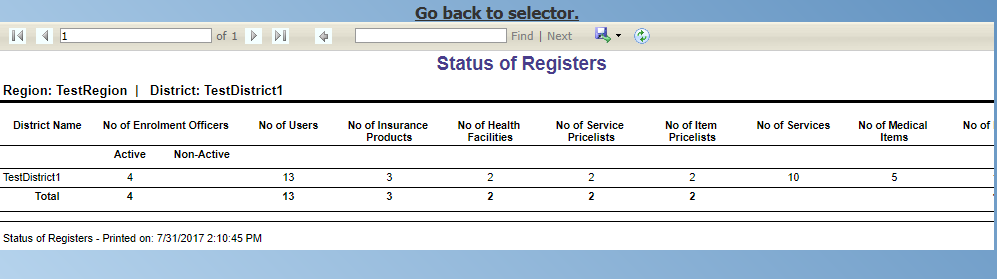 Go back to selector.
1 of 1 Find | Next
Status of Registers
Region: TestRegion | District: TestDistrict1
District Name No of Enrolment Officers No of Users No of Insurance No of Health No of Service No of Item No of Services No of Medical No of
Products Facilities Pricelists Pricelists Items
Active Non-Active
TestDistrict1 4 13 3 2 2 2 10 5
Total 4 13 3 2 2 2
Status of Registers - Printed on: 7/31/2017 2:10:45 PM